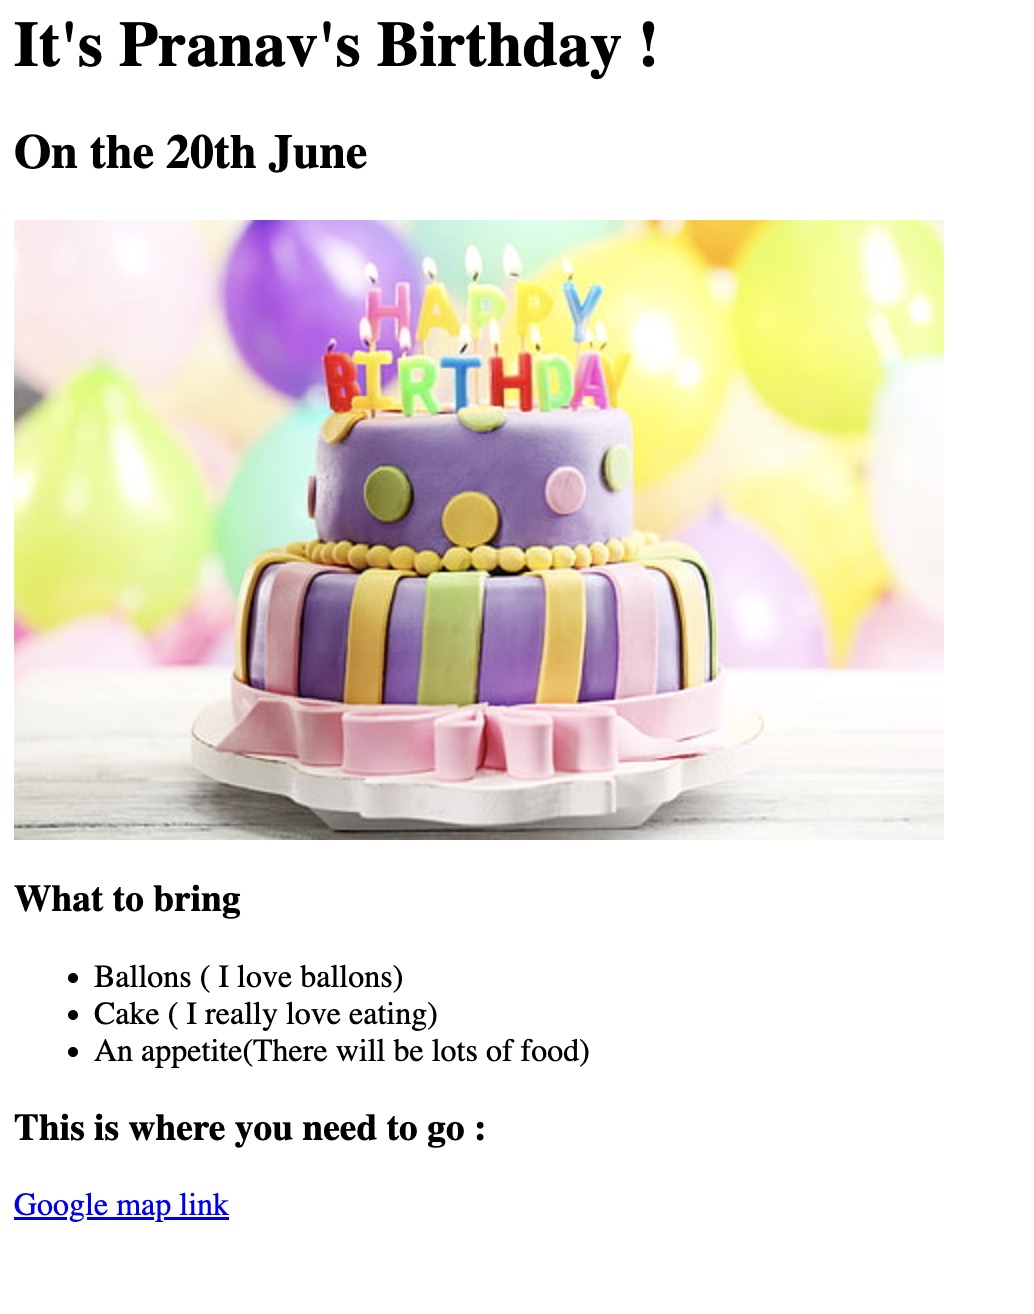 It's Pranav's Birthday !
On the 20th June
HAPPY
BIRTHDAY
What to bring
Ballons ( I love ballons)
Cake ( I really love eating)
An appetite(There will be lots of food)
This is where you need to go :
Google map link